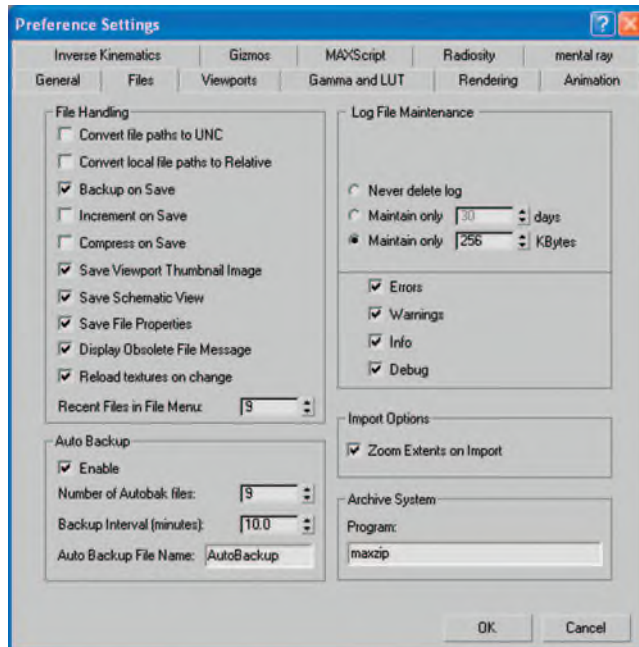 Preference Settings
?
Inverse Kinematics Gizmos MAXScript Radiosity mental ray
General Files Viewports Gamma and LUT Rendering Animation
File Handling
Convert file paths to UNC
Convert local file paths to Relative
Backup on Save
Increment on Save
Compress on Save
Save Viewport Thumbnail Image
Save Schematic View
Save File Properties
Display Obsolete File Message
Reload textures on change
Recent Files in File Menu: 9
Auto Backup
Enable
Number of Autobak files: 9
Backup Interval (minutes): 10.0
Auto Backup File Name: AutoBackup
Log File Maintenance
Never delete log
Maintain only 30 days
Maintain only 256 KBytes
Errors
Warnings
Info
Debug
Import Options
Zoom Extents on Import
Archive System
Program:
maxzip
OK Cancel